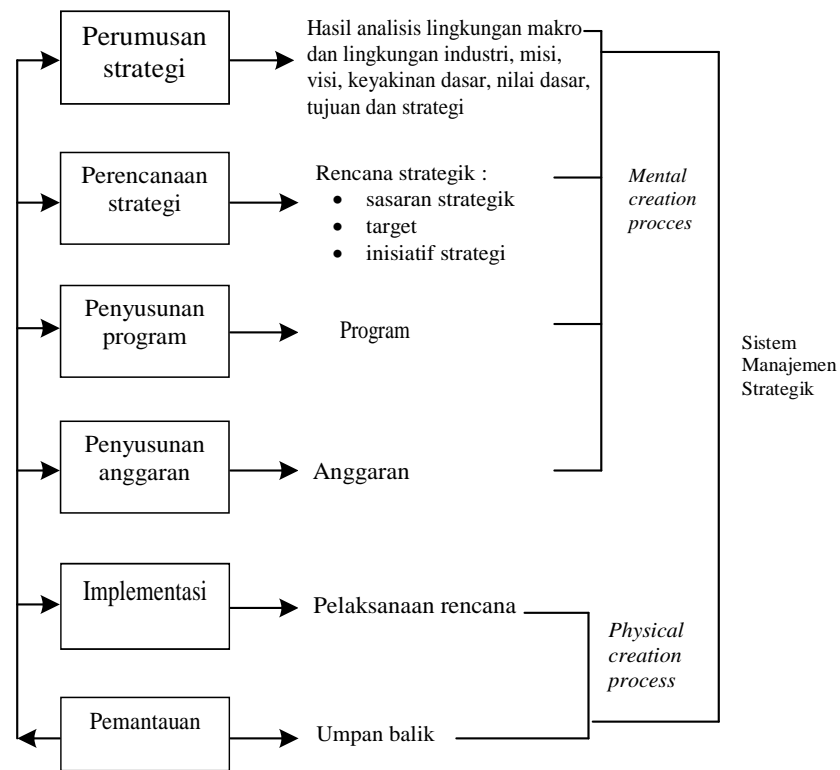 Perumusan
strategi
Hasil analisis lingkungan makro
dan lingkungan industri, misi,
visi, keyakinan dasar, nilai dasar,
tujuan dan strategi
Perencanaan
strategi
Rencana strategik :
• sasaran strategik
• target
• inisiatif strategi
Mental
creation
procces
Penyusunan
program
Program
Sistem
Manajemen
Strategik
Penyusunan
anggaran
Anggaran
Implementasi
Pelaksanaan rencana
Physical
creation
process
Pemantauan
Umpan balik